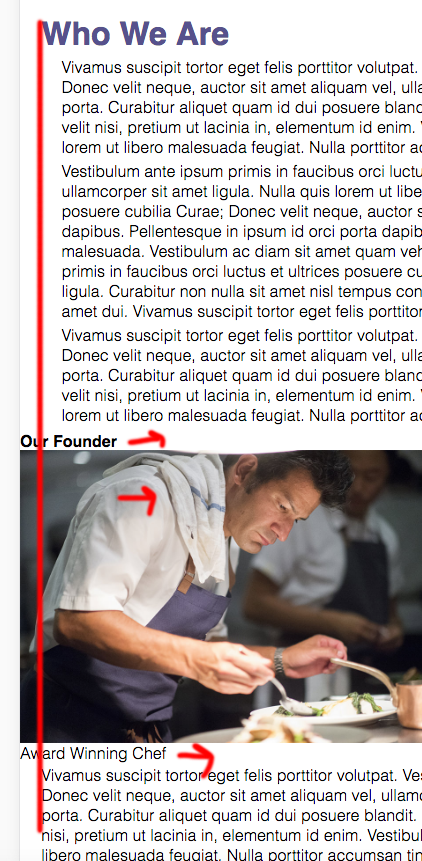 Who We Are
Vivamus suscipit tortor eget felis porttitor volutpat.
Donec velit neque, auctor sit amet aliquam vel, ulla
porta. Curabitur aliquet quam id dui posuere bland
velit nisi, pretium ut lacinia in, elementum id enim. V
lorem ut libero malesuada feugiat. Nulla porttitor ac
Vestibulum ante ipsum primis in faucibus orci luctu
ullamcorper sit amet ligula. Nulla quis lorem ut libe
posuere cubilia Curae; Donec velit neque, auctor s
dapibus. Pellentesque in ipsum id orci porta dapib
malesuada. Vestibulum ac diam sit amet quam veh
primis in faucibus orci luctus et ultrices posuere cu
ligula. Curabitur non nulla sit amet nisl tempus con
amet dui. Vivamus suscipit tortor eget felis porttitor
Vivamus suscipit tortor eget felis porttitor volutpat.
Donec velit neque, auctor sit amet aliquam vel, ulla
porta. Curabitur aliquet quam id dui posuere bland
velit nisi, pretium ut lacinia in, elementum id enim. V
lorem ut libero malesuada feugiat. Nulla porttitor ac
Our Founder
Award Winning Chef
Vivamus suscipit tortor eget felis porttitor volutpat. Ves
Donec velit neque, auctor sit amet aliquam vel, ullamc
porta. Curabitur aliquet quam id dui posuere blandit.
nisi, pretium ut lacinia in, elementum id enim. Vestibul
libero malesuada feugiat. Nulla porttitor accumsan tin